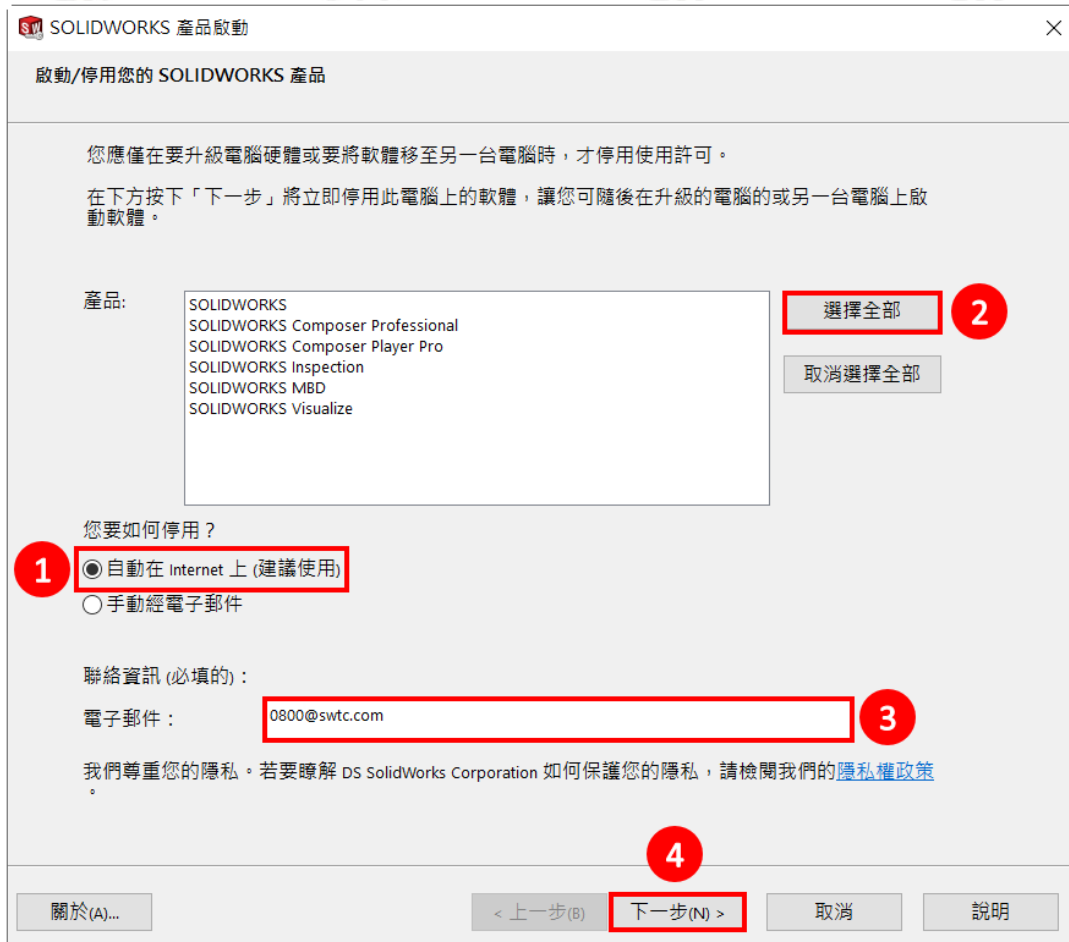 SOLIDWORKS 產品啟動
啟動/停用您的 SOLIDWORKS 產品
您應僅在要升級電腦硬體或要將軟體移至另一台電腦時，才停用使用許可。
在下方按下「下一步」將立即停用此電腦上的軟體，讓您可隨後在升級的電腦的或另一台電腦上啟
動軟體。
產品:
SOLIDWORKS
SOLIDWORKS Composer Professional
SOLIDWORKS Composer Player Pro
SOLIDWORKS Inspection
SOLIDWORKS MBD
SOLIDWORKS Visualize
選擇全部
2
取消選擇全部
您要如何停用？
1
自動在 Internet 上 (建議使用)
手動經電子郵件
聯絡資訊 (必填的)：
電子郵件：
0800@swtc.com
3
我們尊重您的隱私。若要瞭解 DS SolidWorks Corporation 如何保護您的隱私，請檢閱我們的隱私權政策
。
4
關於(A)...
< 上一步(B)
下一步(N) >
取消
說明